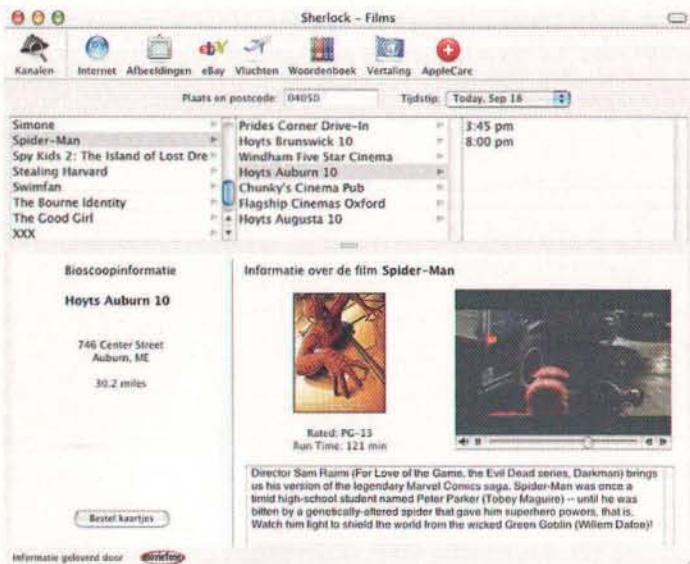 Sherlock – Films
Kanalen Internet Afbeeldingen eBay Vluchten Woordenboek Vertaling AppleCare
Plaats en postcode: 04050 Tijdstip: Today, Sep 16
Simone
Spider-Man
Spy Kids 2: The Island of Lost Dre
Stealing Harvard
Swimfan
The Bourne Identity
The Good Girl
XXX
Prides Corner Drive-In
Hoyts Brunswick 10
Windham Five Star Cinema
Hoyts Auburn 10
Chunky's Cinema Pub
Flagship Cinemas Oxford
Hoyts Augusta 10
3:45 pm
8:00 pm
Bioscoopinformatie
Hoyts Auburn 10
746 Center Street
Auburn, ME
30.2 miles
Bestel kaartjes
Informatie geleverd door moviefone
Informatie over de film Spider-Man
Rated: PG-13
Run Time: 121 min
Director Sam Raimi (For Love of the Game, the Evil Dead series, Darkman) brings
us his version of the legendary Marvel Comics saga. Spider-Man was once a
timid high-school student named Peter Parker (Tobey Maguire) -- until he was
bitten by a genetically-altered spider that gave him superhero powers, that is.
Watch him fight to shield the world from the wicked Green Goblin (Willem Dafoe)!